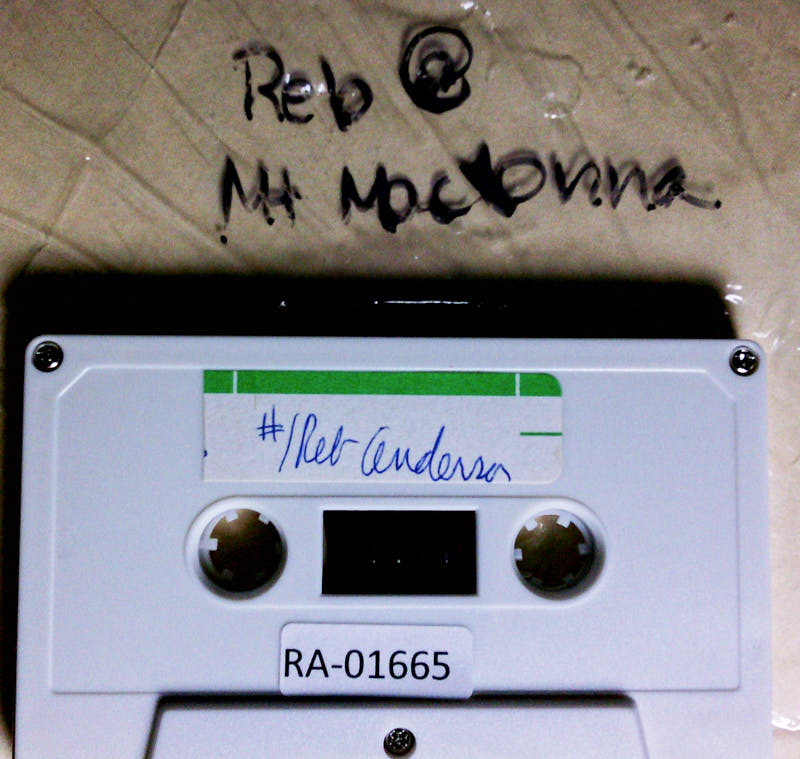 Reb @
Mt Madonna
#1 Reb Anderson
RA-01665